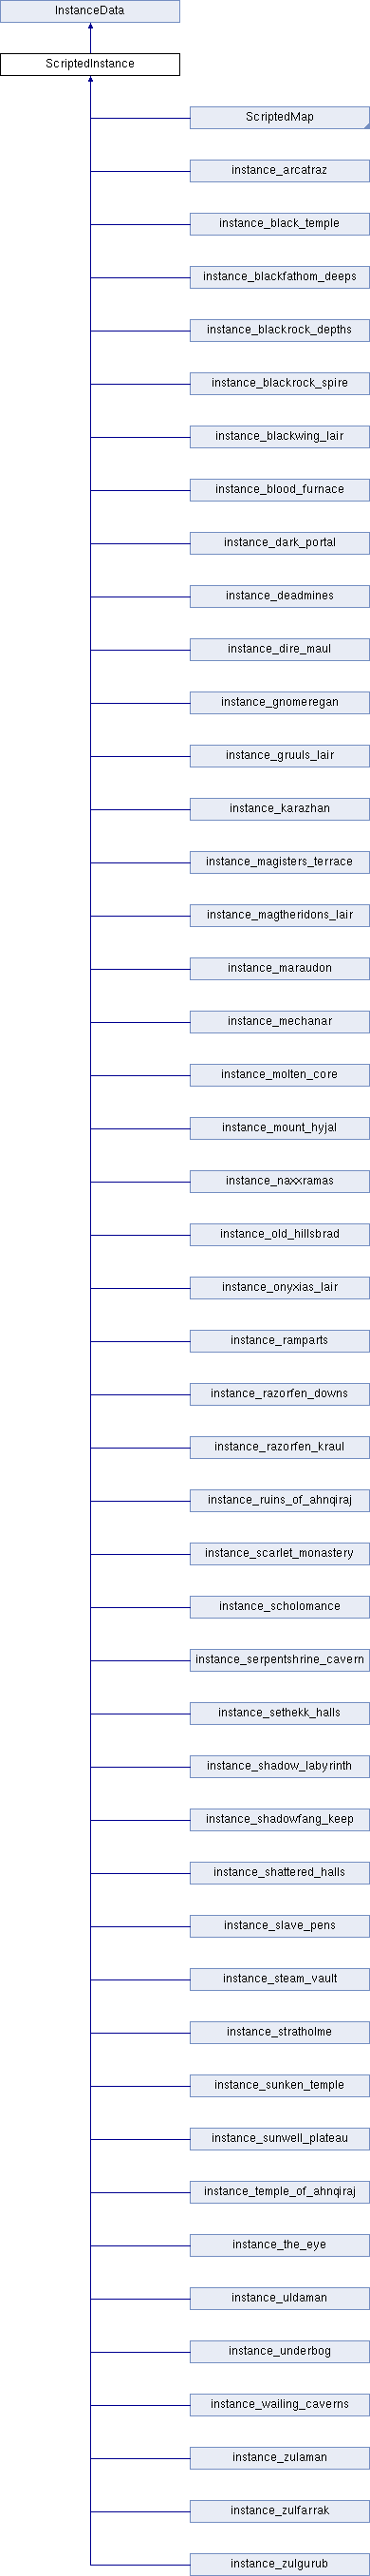 InstanceData
ScriptedInstance
ScriptedMap
instance_arcatraz
instance_black_temple
instance_blackfathom_deeps
instance_blackrock_depths
instance_blackrock_spire
instance_blackwing_lair
instance_blood_furnace
instance_dark_portal
instance_deadmines
instance_dire_maul
instance_gnomeregan
instance_gruuls_lair
instance_karazhan
instance_magisters_terrace
instance_magtheridons_lair
instance_maraudon
instance_mechanar
instance_molten_core
instance_mount_hyjal
instance_naxxramas
instance_old_hillsbrad
instance_onyxias_lair
instance_ramparts
instance_razorfen_downs
instance_razorfen_kraul
instance_ruins_of_ahnqiraj
instance_scarlet_monastery
instance_scholomance
instance_serpentshrine_cavern
instance_sethekk_halls
instance_shadow_labyrinth
instance_shadowfang_keep
instance_shattered_halls
instance_slave_pens
instance_steam_vault
instance_stratholme
instance_sunken_temple
instance_sunwell_plateau
instance_temple_of_ahnqiraj
instance_the_eye
instance_uldaman
instance_underbog
instance_wailing_caverns
instance_zulaman
instance_zulfarrak
instance_zulgurub